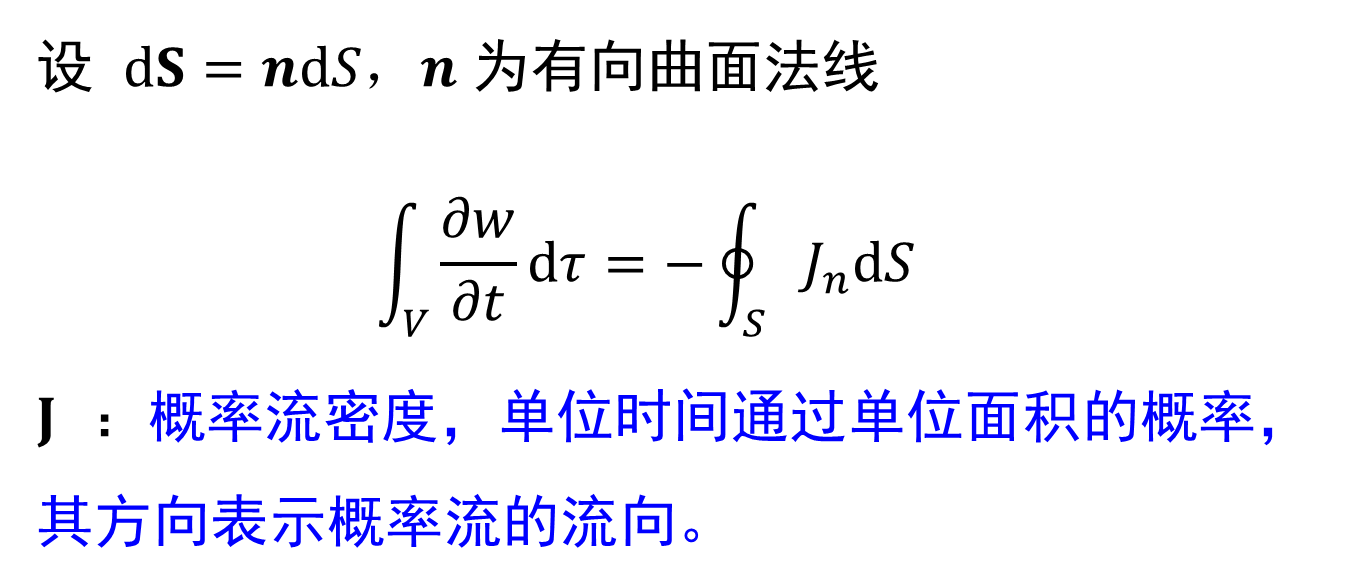 设 dS = ndS，n 为有向曲面法线
∫_V ∂w/∂t dτ = −∮_S J_n dS
J ：概率流密度，单位时间通过单位面积的概率，
其方向表示概率流的流向。